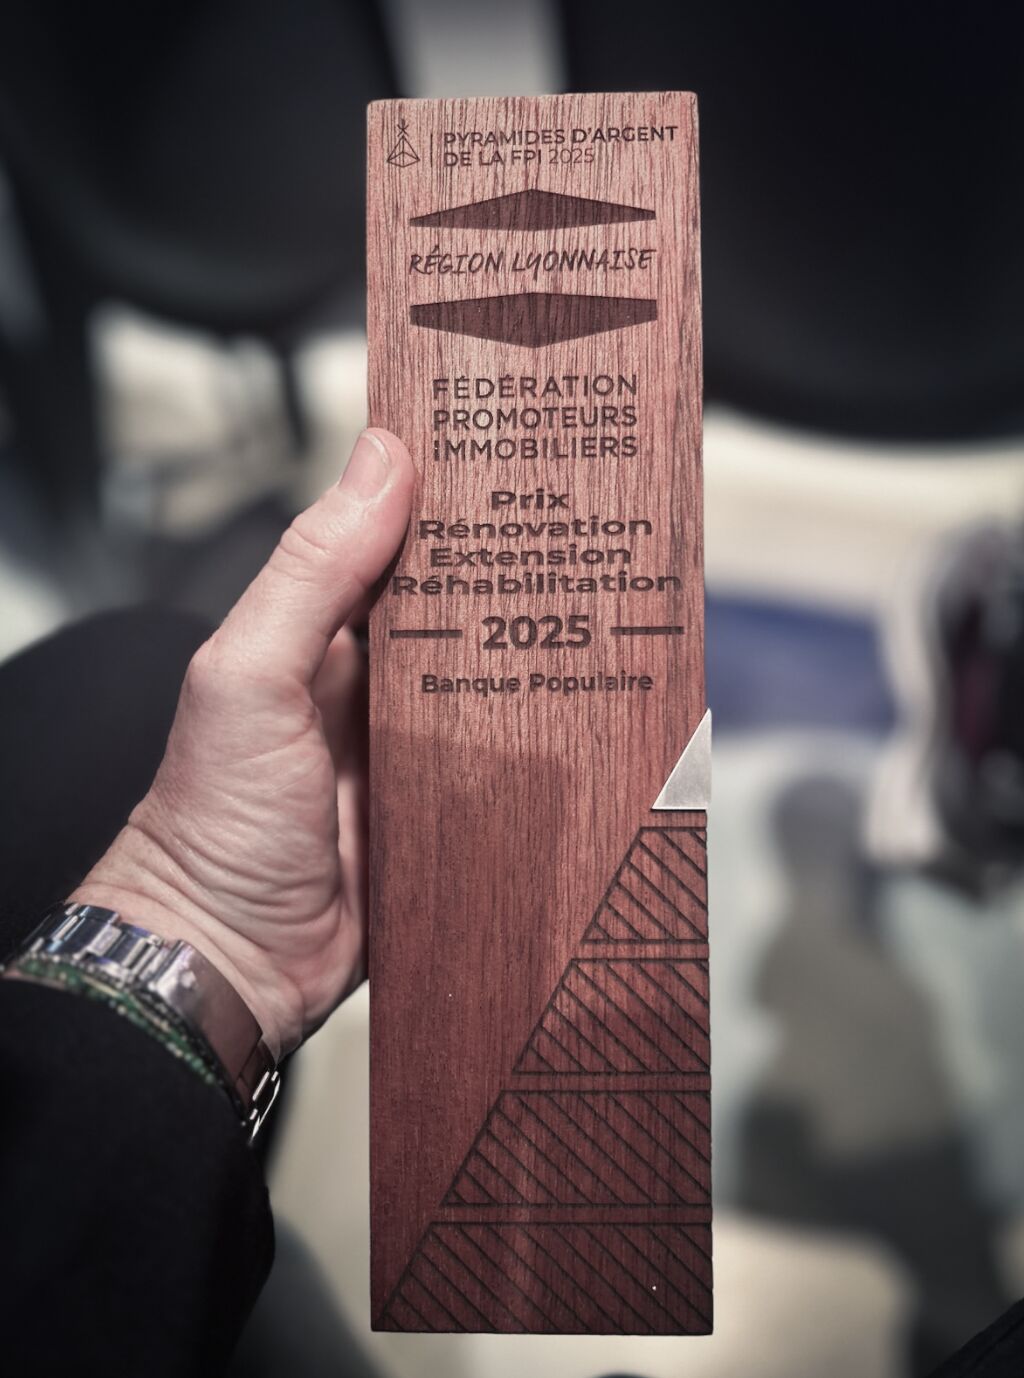 PYRAMIDES D'ARGENT
DE LA FPI 2025
RÉGION LYONNAISE
FÉDÉRATION
PROMOTEURS
IMMOBILIERS
Prix
Rénovation
Extension
Réhabilitation
2025
Banque Populaire